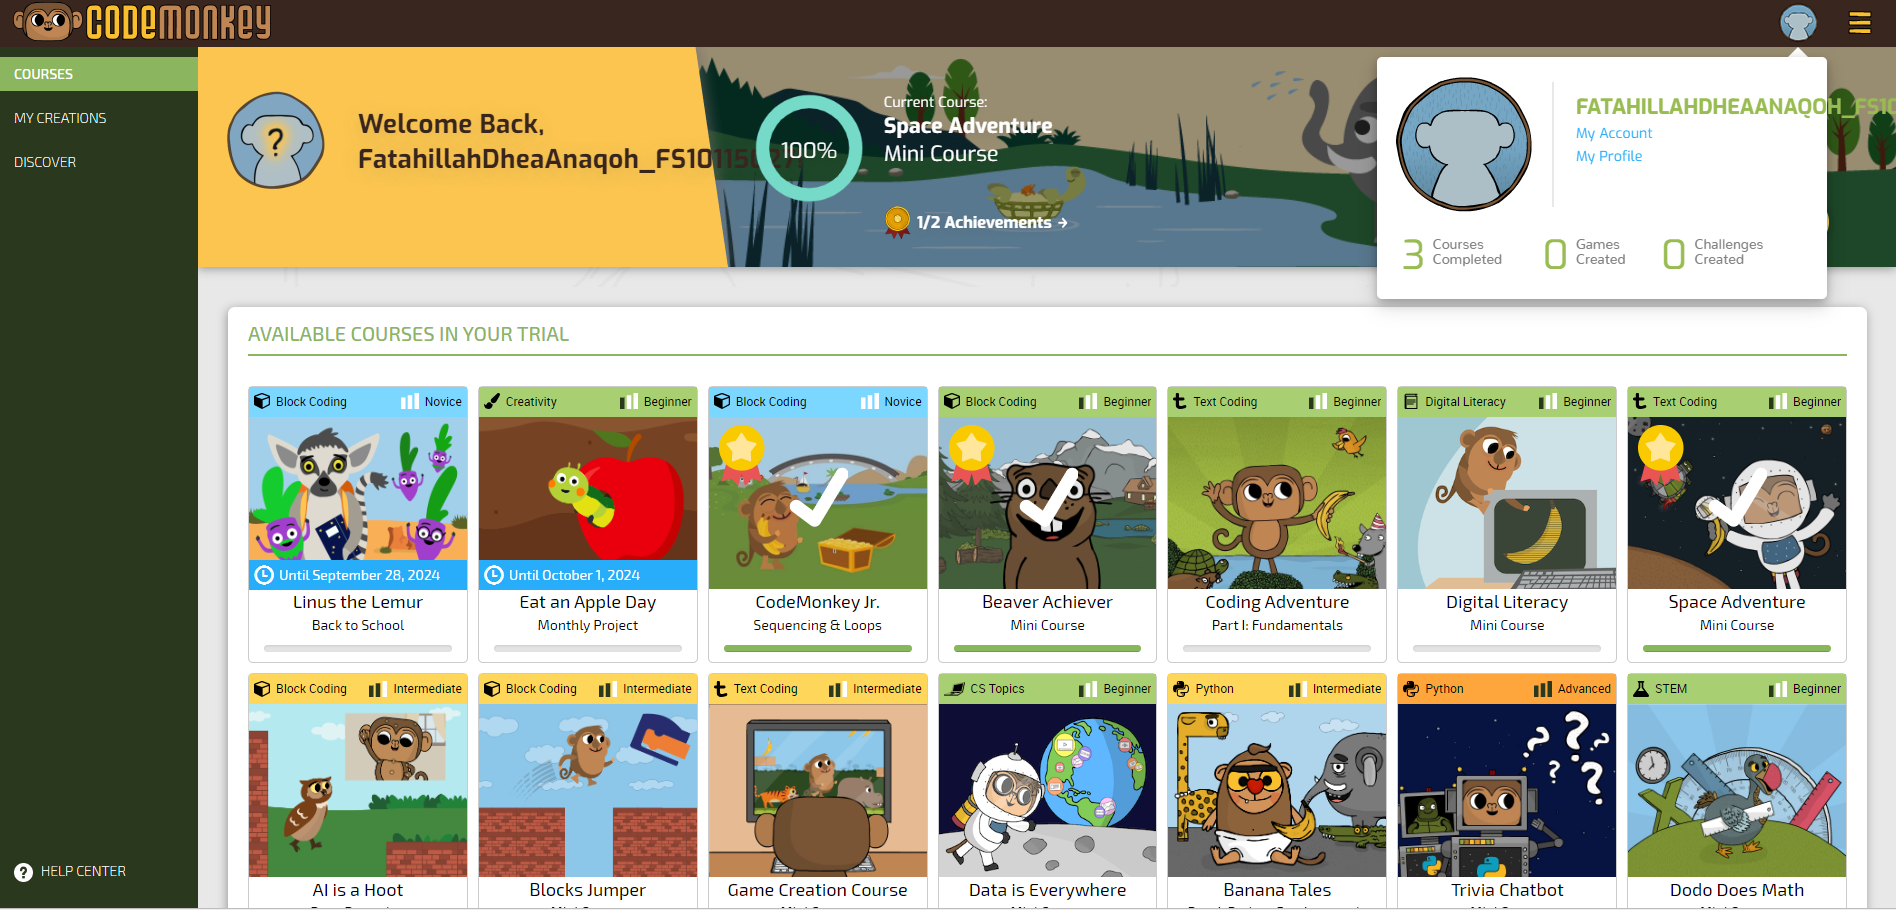 CODEMONKEY
COURSES
MY CREATIONS
DISCOVER
HELP CENTER
?
Welcome Back,
FatahillahDheaAnaqoh_FS101150
100%
Current Course:
Space Adventure
Mini Course
1/2 Achievements →
FATAHILLAHDHEAANAQOH_FS10
My Account
My Profile
3 Courses Completed
0 Games Created
0 Challenges Created
AVAILABLE COURSES IN YOUR TRIAL
Block Coding Novice
Until September 28, 2024
Linus the Lemur
Back to School
Creativity Beginner
Until October 1, 2024
Eat an Apple Day
Monthly Project
Block Coding Novice
CodeMonkey Jr.
Sequencing & Loops
Block Coding Beginner
Beaver Achiever
Mini Course
Text Coding Beginner
Coding Adventure
Part I: Fundamentals
Digital Literacy Beginner
Digital Literacy
Mini Course
Text Coding Beginner
Space Adventure
Mini Course
Block Coding Intermediate
AI is a Hoot
Block Coding Intermediate
Blocks Jumper
Text Coding Intermediate
Game Creation Course
CS Topics Beginner
Data is Everywhere
Python Intermediate
Banana Tales
Python Advanced
Trivia Chatbot
STEM Beginner
Dodo Does Math